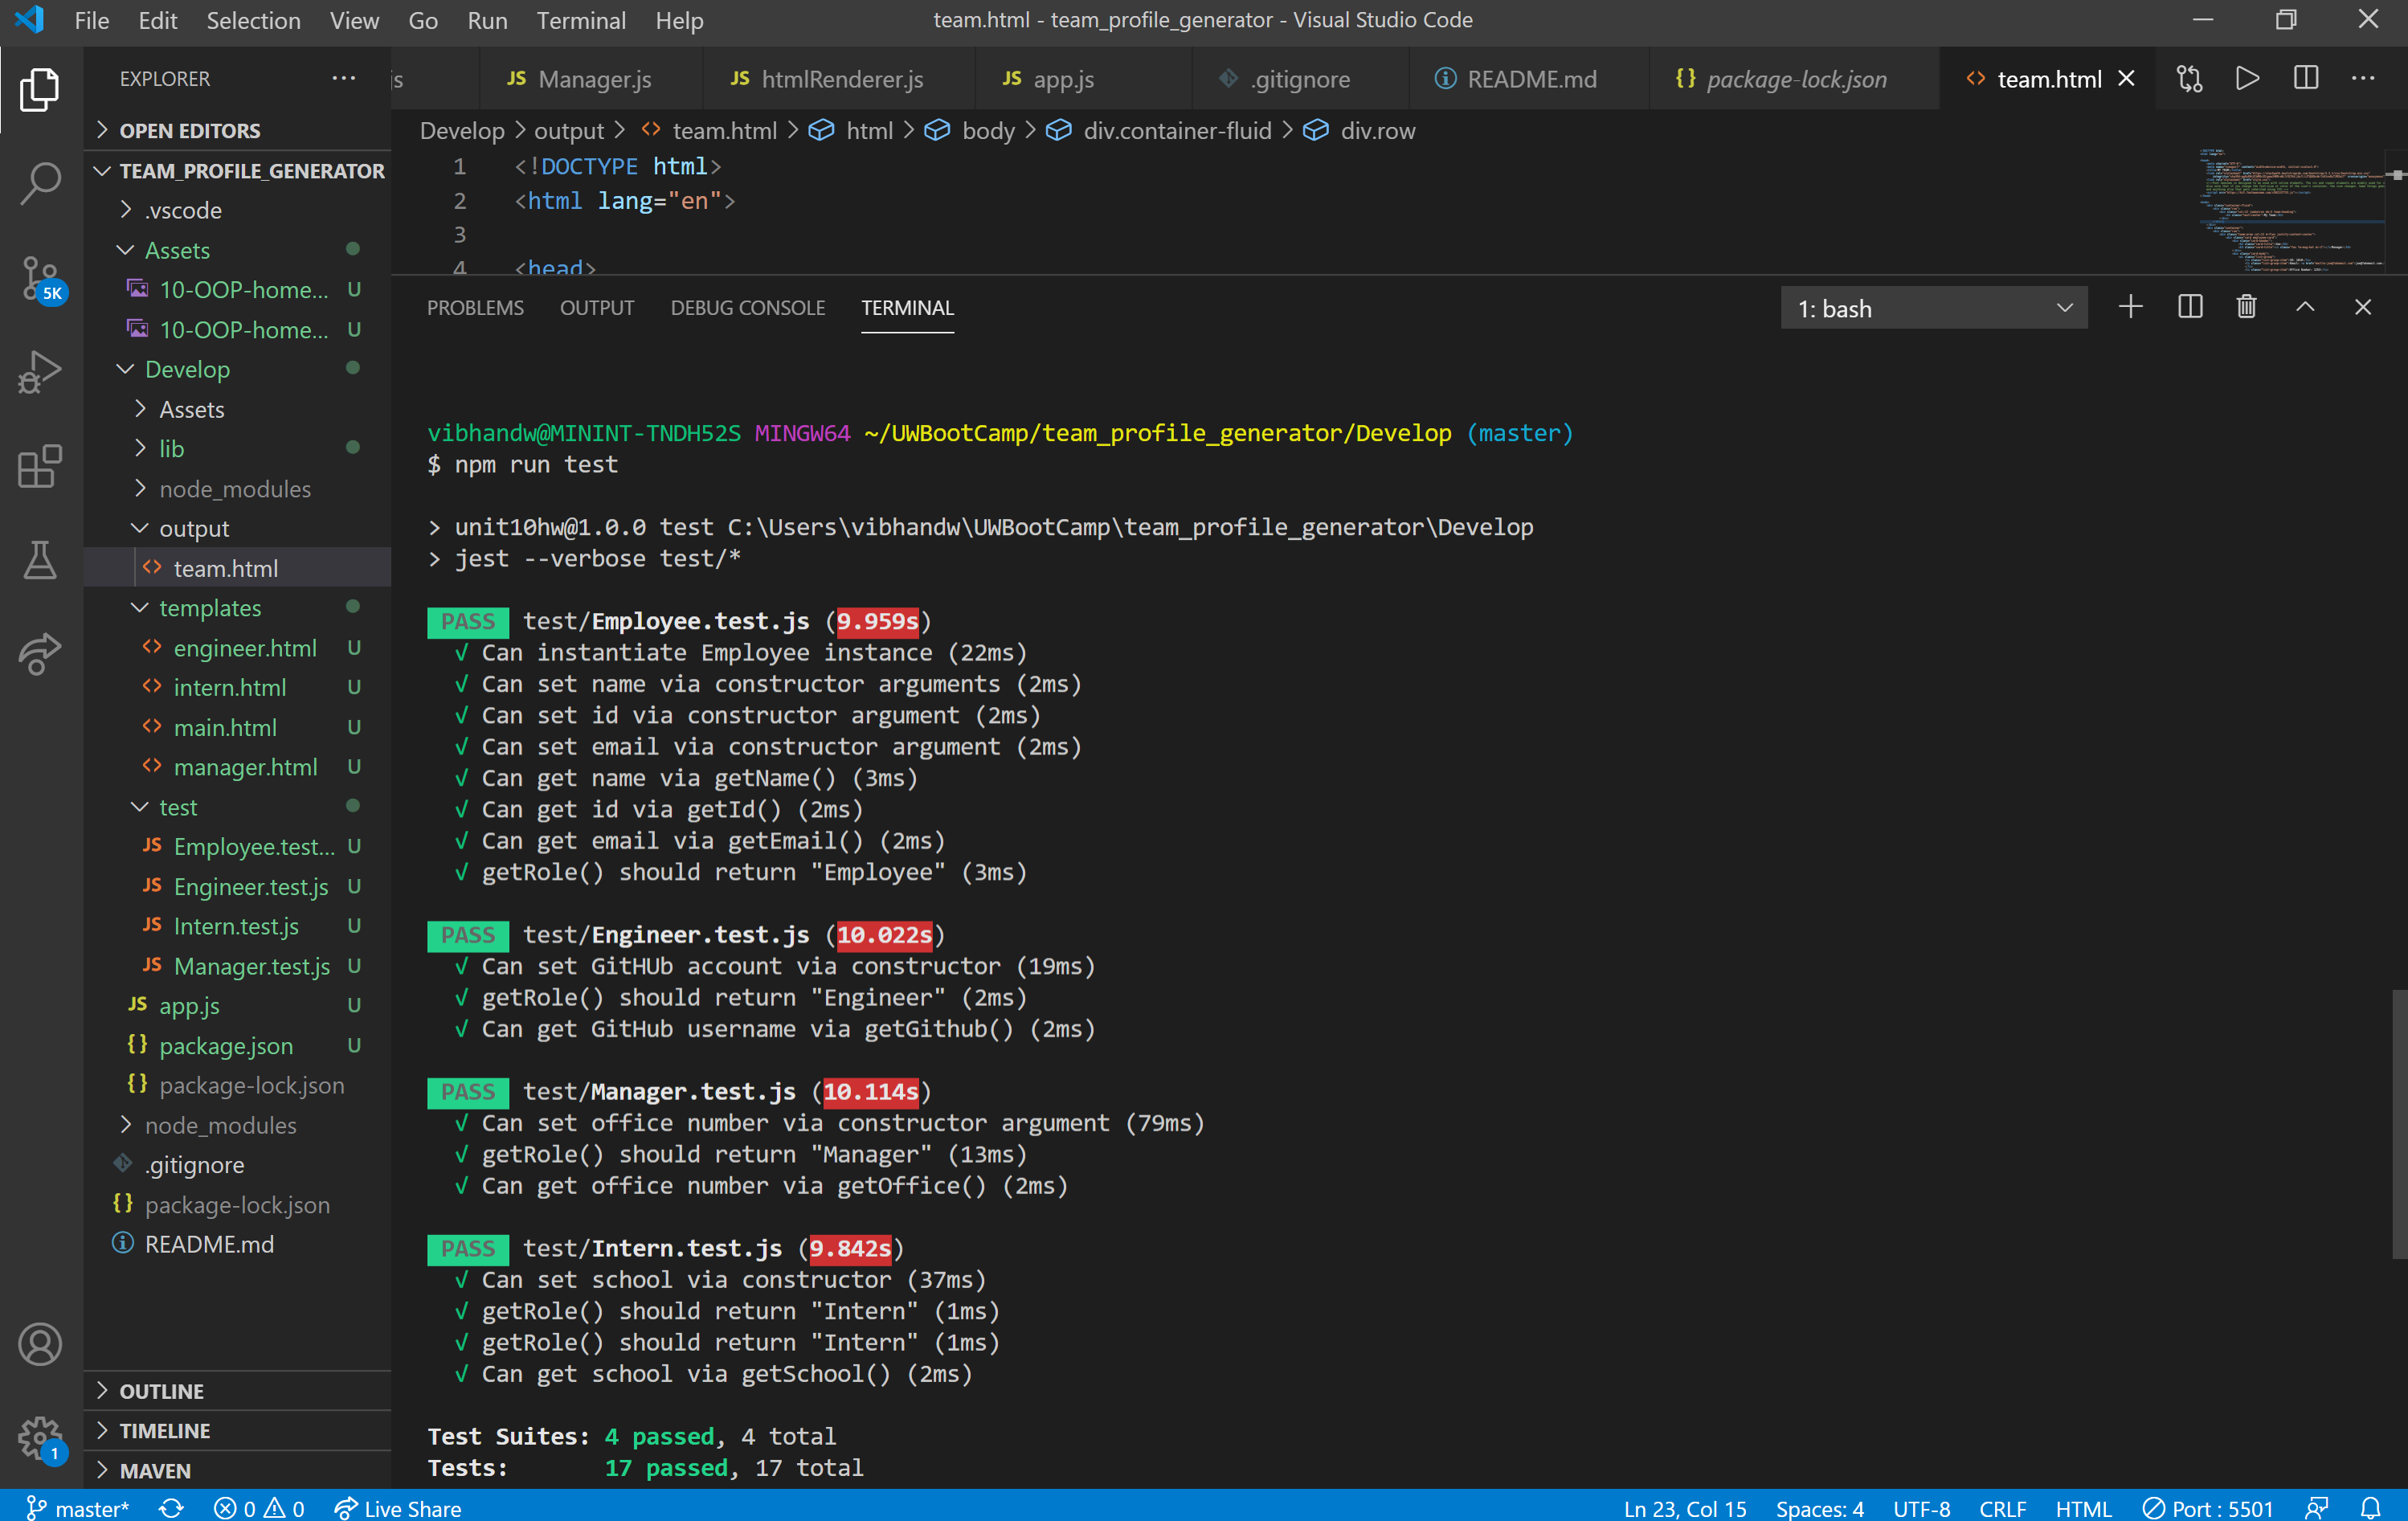 File Edit Selection View Go Run Terminal Help team.html - team_profile_generator - Visual Studio Code
EXPLORER
js JS Manager.js JS htmlRenderer.js JS app.js .gitignore README.md {} package-lock.json <> team.html
OPEN EDITORS
TEAM_PROFILE_GENERATOR
.vscode
Assets
10-OOP-home... U
10-OOP-home... U
Develop
Assets
lib
node_modules
output
<> team.html
templates
<> engineer.html U
<> intern.html U
<> main.html U
<> manager.html U
test
JS Employee.test... U
JS Engineer.test.js U
JS Intern.test.js U
JS Manager.test.js U
JS app.js U
{} package.json U
{} package-lock.json
node_modules
.gitignore
{} package-lock.json
README.md
OUTLINE
TIMELINE
MAVEN
5K
1
Develop > output > <> team.html > html > body > div.container-fluid > div.row
1 <!DOCTYPE html>
2 <html lang="en">
3
4 <head>
PROBLEMS OUTPUT DEBUG CONSOLE TERMINAL 1: bash
vibhandw@MININT-TNDH52S MINGW64 ~/UWBootCamp/team_profile_generator/Develop (master)
$ npm run test
> unit10hw@1.0.0 test C:\Users\vibhandw\UWBootCamp\team_profile_generator\Develop
> jest --verbose test/*
PASS test/Employee.test.js (9.959s)
√ Can instantiate Employee instance (22ms)
√ Can set name via constructor arguments (2ms)
√ Can set id via constructor argument (2ms)
√ Can set email via constructor argument (2ms)
√ Can get name via getName() (3ms)
√ Can get id via getId() (2ms)
√ Can get email via getEmail() (2ms)
√ getRole() should return "Employee" (3ms)
PASS test/Engineer.test.js (10.022s)
√ Can set GitHUb account via constructor (19ms)
√ getRole() should return "Engineer" (2ms)
√ Can get GitHub username via getGithub() (2ms)
PASS test/Manager.test.js (10.114s)
√ Can set office number via constructor argument (79ms)
√ getRole() should return "Manager" (13ms)
√ Can get office number via getOffice() (2ms)
PASS test/Intern.test.js (9.842s)
√ Can set school via constructor (37ms)
√ getRole() should return "Intern" (1ms)
√ getRole() should return "Intern" (1ms)
√ Can get school via getSchool() (2ms)
Test Suites: 4 passed, 4 total
Tests: 17 passed, 17 total
master* 0 0 Live Share Ln 23, Col 15 Spaces: 4 UTF-8 CRLF HTML Port : 5501